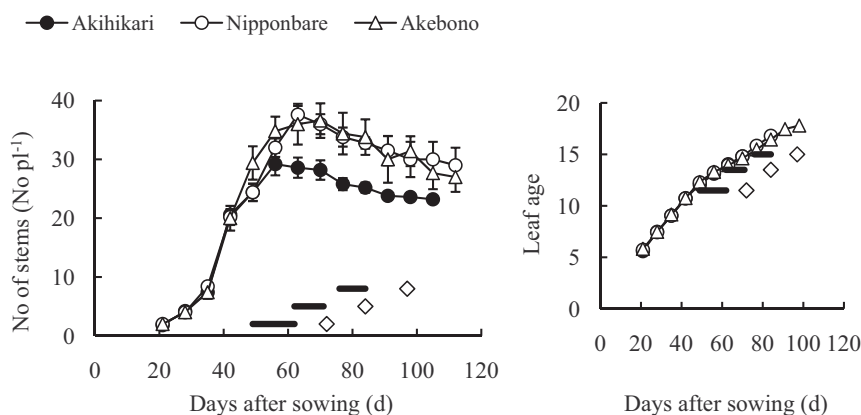 Akihikari Nipponbare Akebono
No of stems (No pl⁻¹)
40
30
20
10
0
0 20 40 60 80 100 120
Days after sowing (d)
Leaf age
20
15
10
5
0
0 20 40 60 80 100 120
Days after sowing (d)